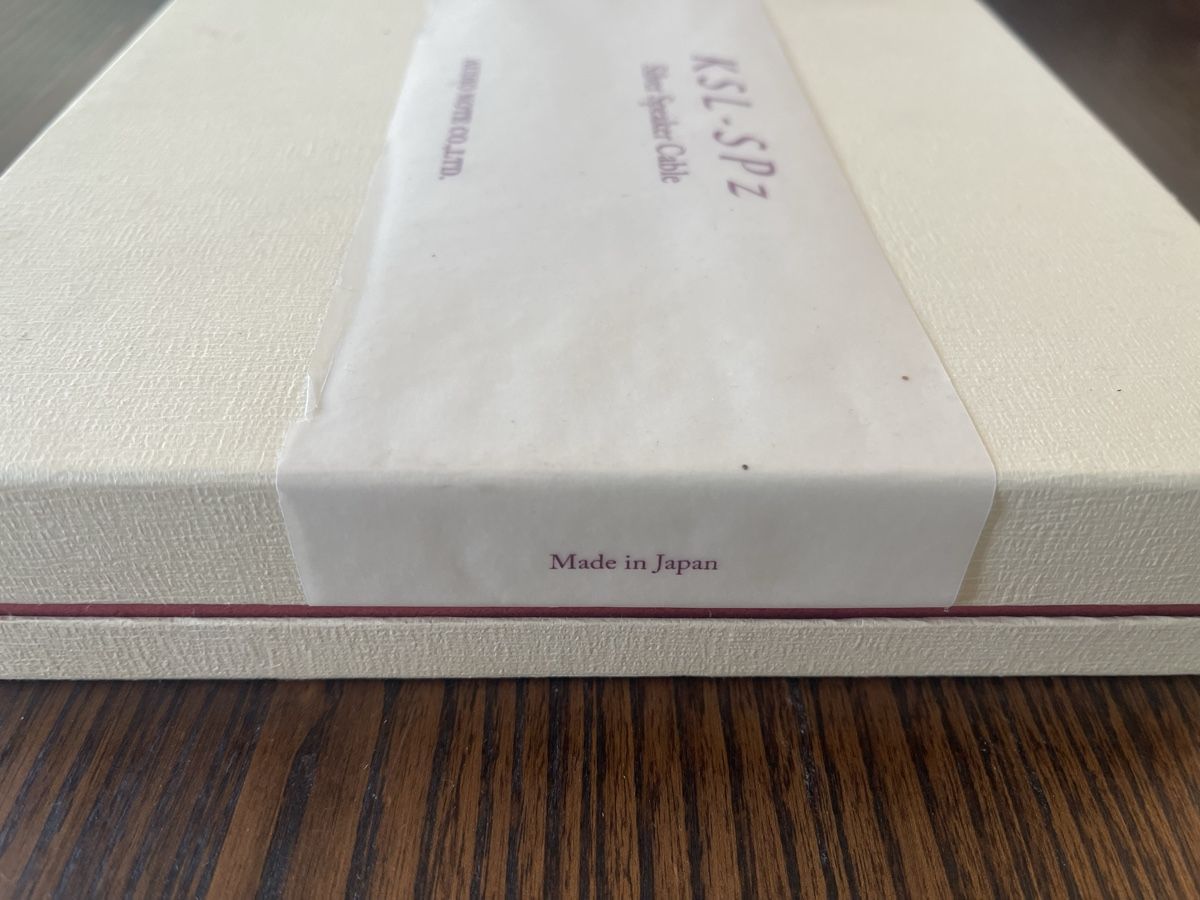 KSL-SPz
Silver Speaker Cable
AUDIO NOTE CO.,LTD.
Made in Japan